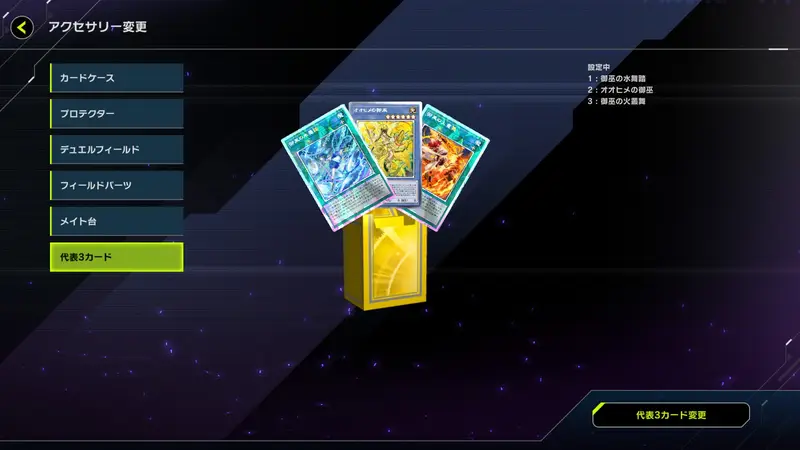 アクセサリー変更
カードケース
プロテクター
デュエルフィールド
フィールドパーツ
メイト台
代表3カード
設定中
1：御巫の水舞踏
2：オオヒメの御巫
3：御巫の火叢舞
オオヒメの御巫
代表3カード変更